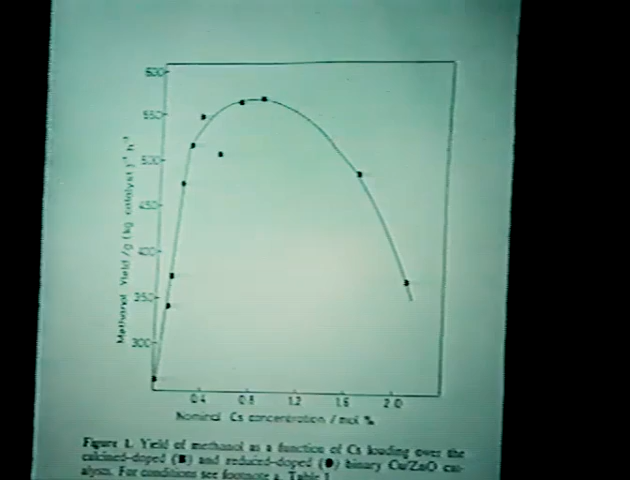 600
550
500
450
400
350
300
Methanol Yield /g (kg catalyst)⁻¹ h⁻¹
0.4 0.8 1.2 1.6 2.0
Nominal Cs concentration / mol %
Figure 1. Yield of methanol as a function of Cs loading over the
calcined-doped (■) and reduced-doped (●) binary Cu/ZnO cat-
alysts. For conditions see footnote a, Table 1